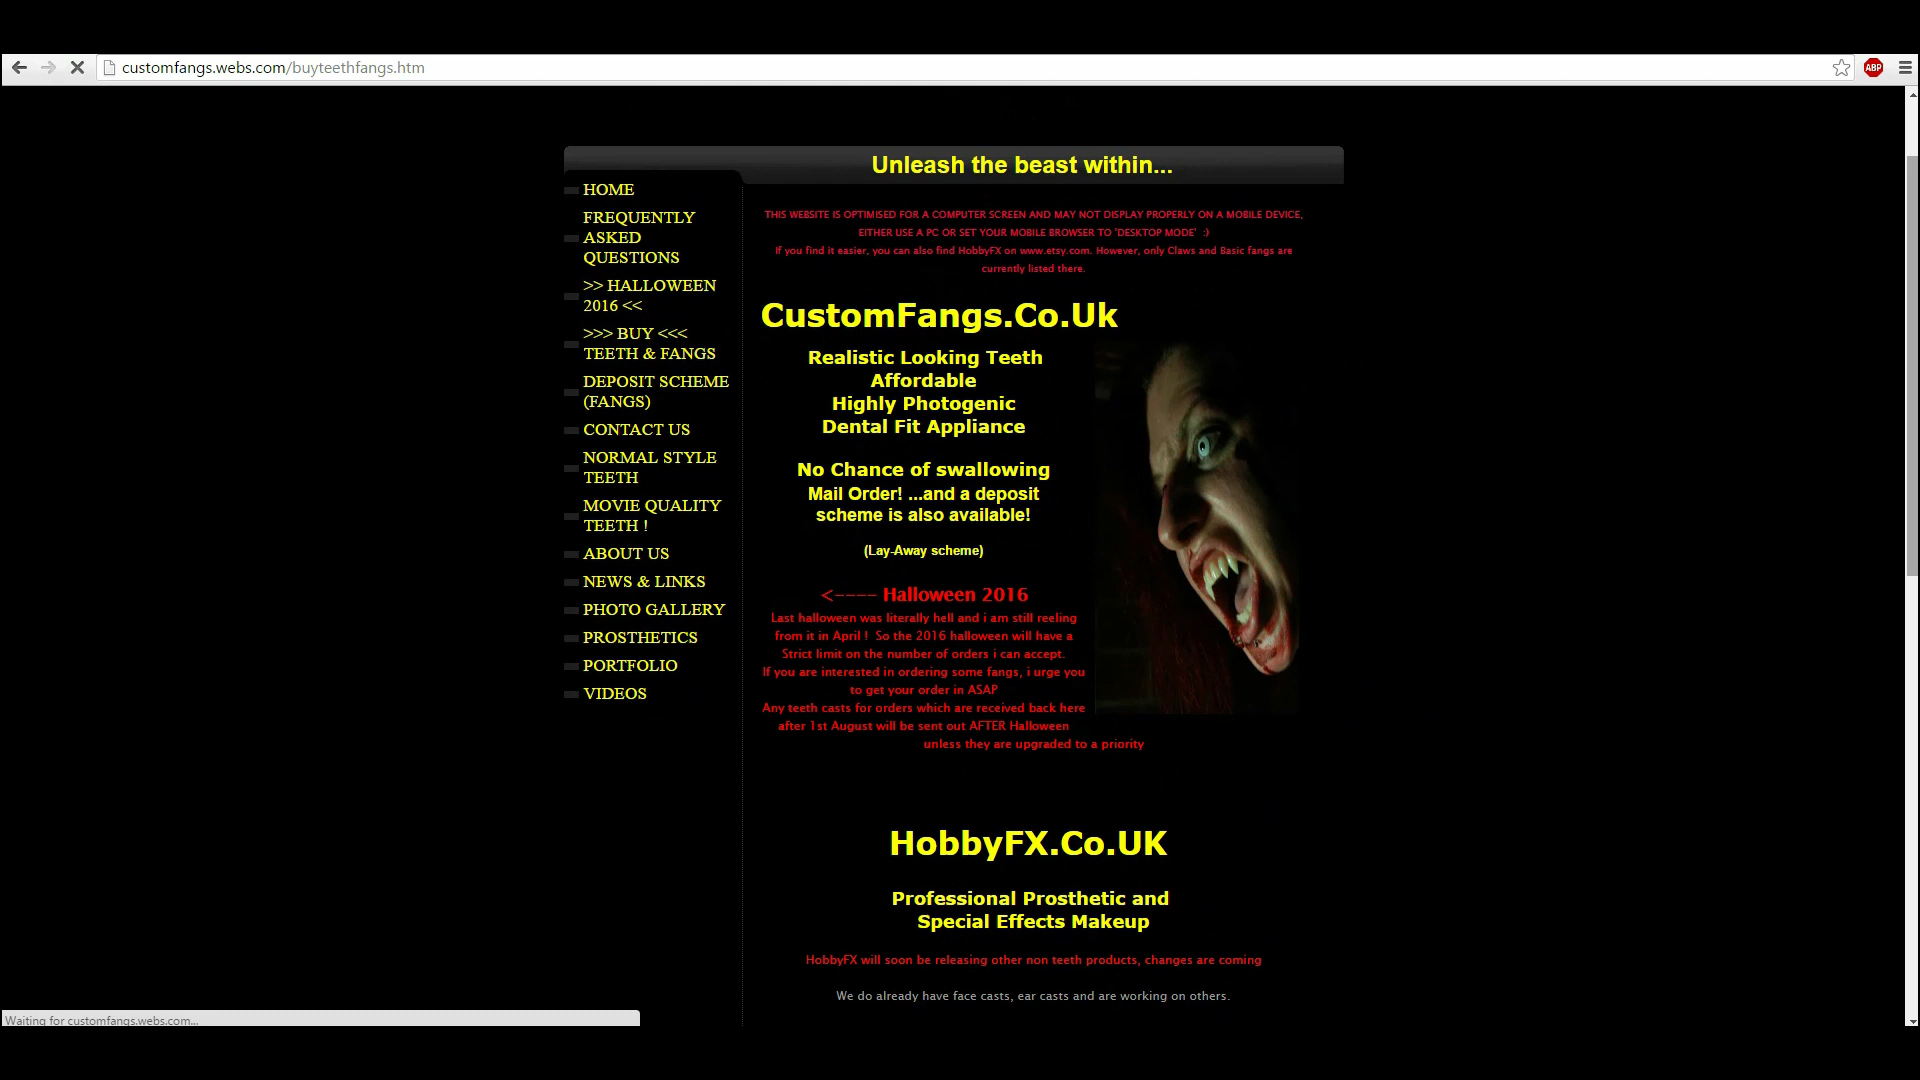 customfangs.webs.com/buyteethfangs.htm
ABP
Unleash the beast within...
HOME
FREQUENTLY
ASKED
QUESTIONS
>> HALLOWEEN
2016 <<
>>> BUY <<<
TEETH & FANGS
DEPOSIT SCHEME
(FANGS)
CONTACT US
NORMAL STYLE
TEETH
MOVIE QUALITY
TEETH !
ABOUT US
NEWS & LINKS
PHOTO GALLERY
PROSTHETICS
PORTFOLIO
VIDEOS
THIS WEBSITE IS OPTIMISED FOR A COMPUTER SCREEN AND MAY NOT DISPLAY PROPERLY ON A MOBILE DEVICE,
EITHER USE A PC OR SET YOUR MOBILE BROWSER TO 'DESKTOP MODE' :)
If you find it easier, you can also find HobbyFX on www.etsy.com. However, only Claws and Basic fangs are
currently listed there.
CustomFangs.Co.Uk
Realistic Looking Teeth
Affordable
Highly Photogenic
Dental Fit Appliance
No Chance of swallowing
Mail Order! ...and a deposit
scheme is also available!
(Lay-Away scheme)
<---- Halloween 2016
Last halloween was literally hell and i am still reeling
from it in April ! So the 2016 halloween will have a
Strict limit on the number of orders i can accept.
If you are interested in ordering some fangs, i urge you
to get your order in ASAP
Any teeth casts for orders which are received back here
after 1st August will be sent out AFTER Halloween
unless they are upgraded to a priority
HobbyFX.Co.UK
Professional Prosthetic and
Special Effects Makeup
HobbyFX will soon be releasing other non teeth products, changes are coming
We do already have face casts, ear casts and are working on others.
Waiting for customfangs.webs.com...